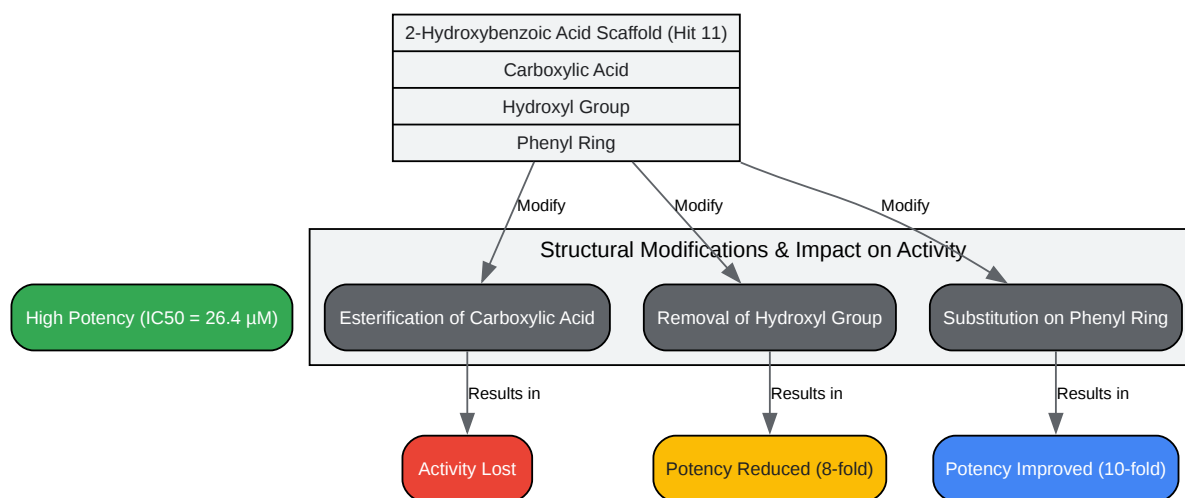 2-Hydroxybenzoic Acid Scaffold (Hit 11)
Carboxylic Acid
Hydroxyl Group
Phenyl Ring
Modify
Modify
Modify
Structural Modifications & Impact on Activity
High Potency (IC50 = 26.4 µM)
Esterification of Carboxylic Acid
Removal of Hydroxyl Group
Substitution on Phenyl Ring
Results in
Results in
Results in
Activity Lost
Potency Reduced (8-fold)
Potency Improved (10-fold)